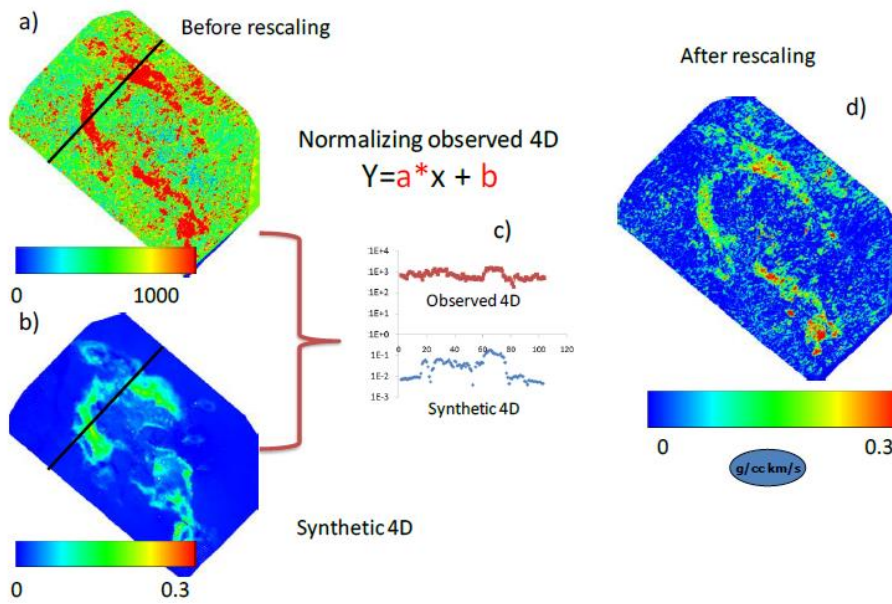 a)
Before rescaling
After rescaling
d)
Normalizing observed 4D
Y=a*x + b
c)
0 1000
b)
1E+4
1E+3
1E+2
1E+1
1E+0
1E-1
1E-2
1E-3
Observed 4D
0 20 40 60 80 100 120
Synthetic 4D
0 0.3
g/cc km/s
Synthetic 4D
0 0.3